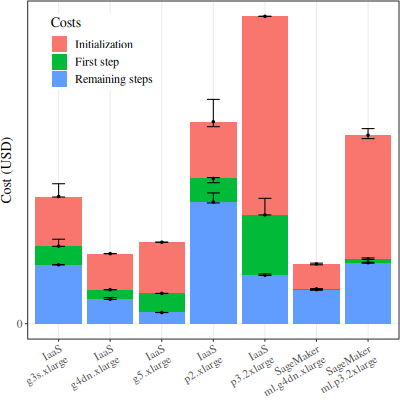 Costs
Initialization
First step
Remaining steps
Cost (USD)
0
IaaS
g3s.xlarge
IaaS
g4dn.xlarge
IaaS
g5.xlarge
IaaS
p2.xlarge
IaaS
p3.2xlarge
SageMaker
ml.g4dn.xlarge
SageMaker
ml.p3.2xlarge